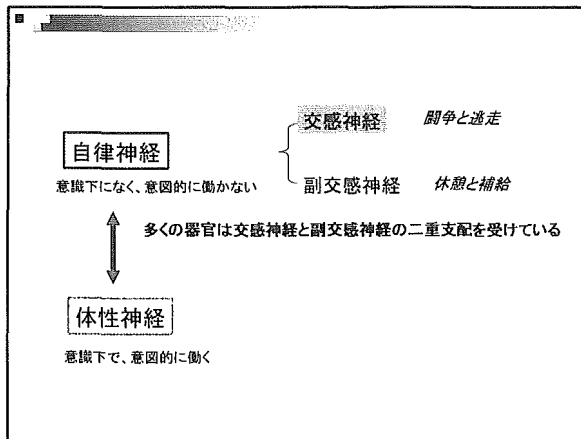 交感神経 闘争と逃走
自律神経
意識下になく、意図的に働かない
副交感神経 休憩と補給
多くの器官は交感神経と副交感神経の二重支配を受けている
体性神経
意識下で、意図的に働く